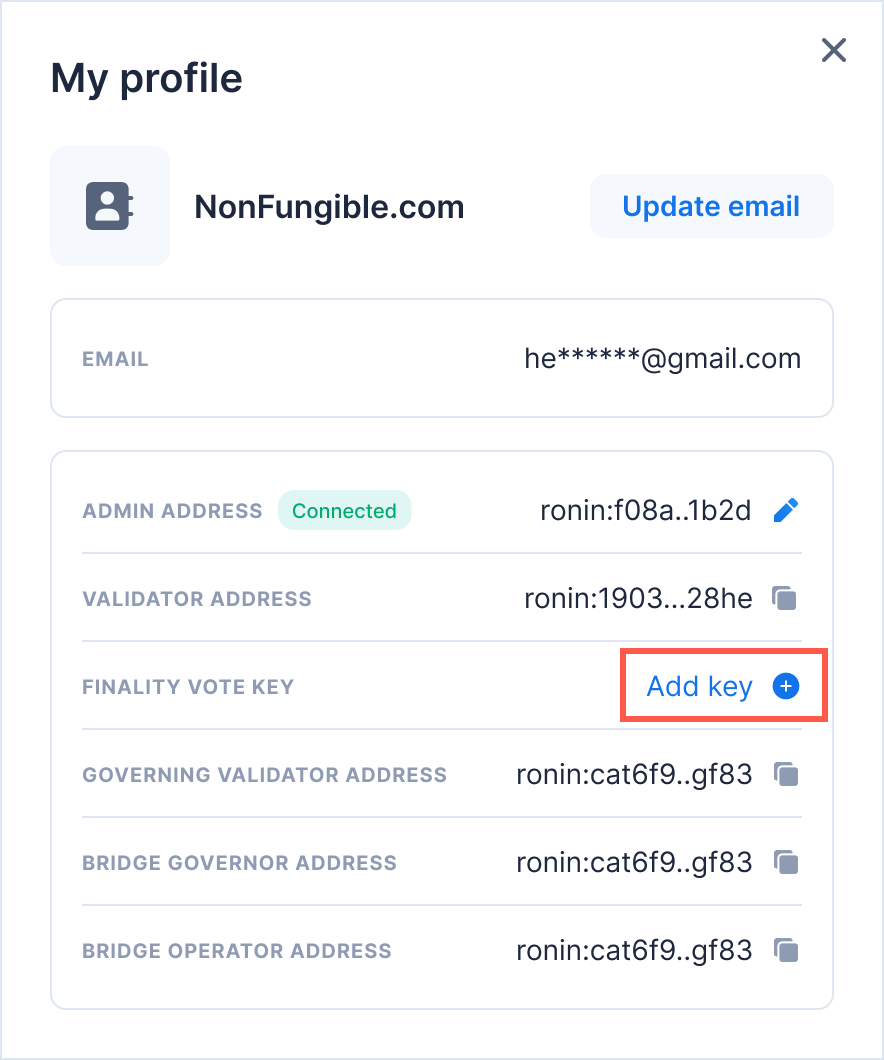 My profile
NonFungible.com Update email
EMAIL he******@gmail.com
ADMIN ADDRESS Connected ronin:f08a..1b2d
VALIDATOR ADDRESS ronin:1903...28he
FINALITY VOTE KEY Add key
GOVERNING VALIDATOR ADDRESS ronin:cat6f9..gf83
BRIDGE GOVERNOR ADDRESS ronin:cat6f9..gf83
BRIDGE OPERATOR ADDRESS ronin:cat6f9..gf83